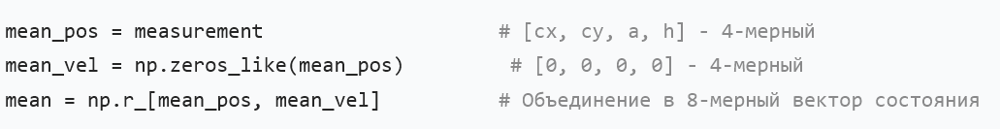 mean_pos = measurement # [cx, cy, a, h] - 4-мерный
mean_vel = np.zeros_like(mean_pos) # [0, 0, 0, 0] - 4-мерный
mean = np.r_[mean_pos, mean_vel] # Объединение в 8-мерный вектор состояния